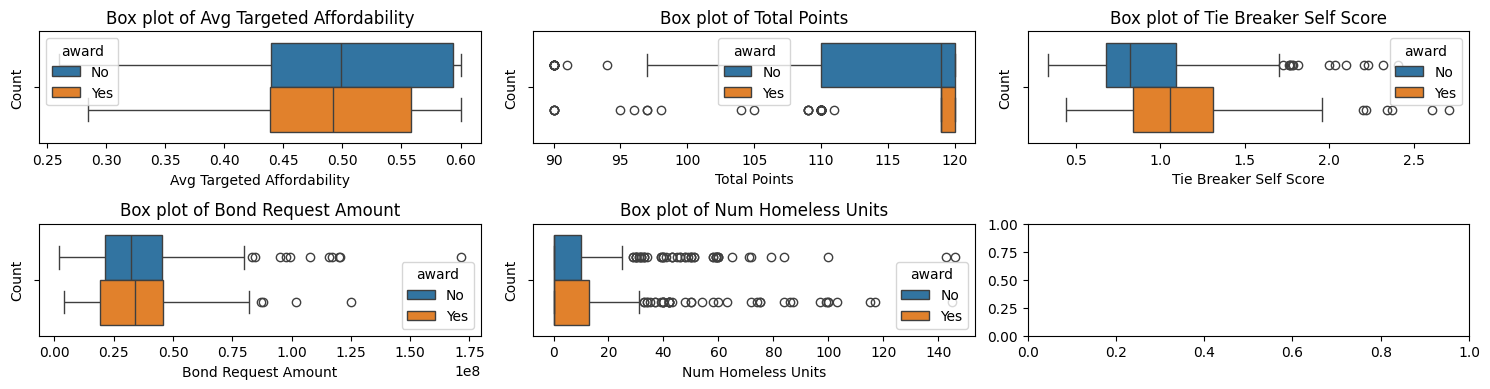 Box plot of Avg Targeted Affordability
award
No
Yes
Count
0.25 0.30 0.35 0.40 0.45 0.50 0.55 0.60
Avg Targeted Affordability
Box plot of Total Points
award
No
Yes
Count
90 95 100 105 110 115 120
Total Points
Box plot of Tie Breaker Self Score
award
No
Yes
Count
0.5 1.0 1.5 2.0 2.5
Tie Breaker Self Score
Box plot of Bond Request Amount
award
No
Yes
Count
0.00 0.25 0.50 0.75 1.00 1.25 1.50 1.75
1e8
Bond Request Amount
Box plot of Num Homeless Units
award
No
Yes
Count
0 20 40 60 80 100 120 140
Num Homeless Units
1.00
0.75
0.50
0.25
0.00
0.0 0.2 0.4 0.6 0.8 1.0